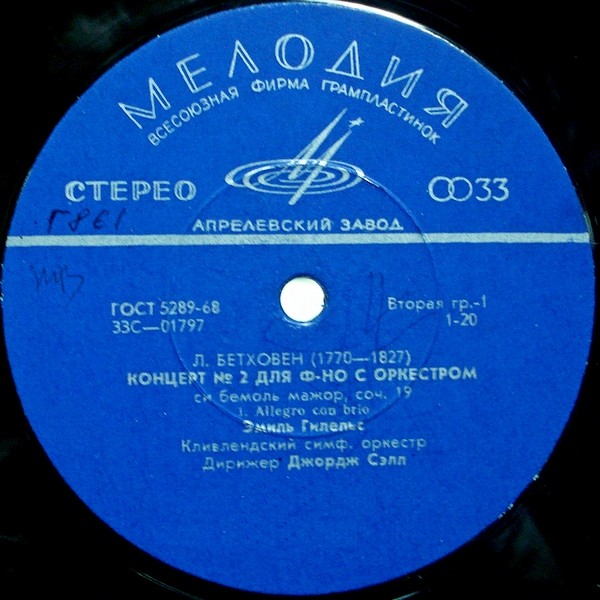 МЕЛОДИЯ
ВСЕСОЮЗНАЯ ФИРМА ГРАМПЛАСТИНОК
СТЕРЕО 33
АПРЕЛЕВСКИЙ ЗАВОД
Г861
ГОСТ 5289-68 Вторая гр.-1
33С—01797 1-20
Л. БЕТХОВЕН (1770—1827)
КОНЦЕРТ № 2 ДЛЯ Ф-НО С ОРКЕСТРОМ
си бемоль мажор, соч. 19
1. Allegro con brio
Эмиль Гилельс
Кливлендский симф. оркестр
Дирижер Джордж Сэлл